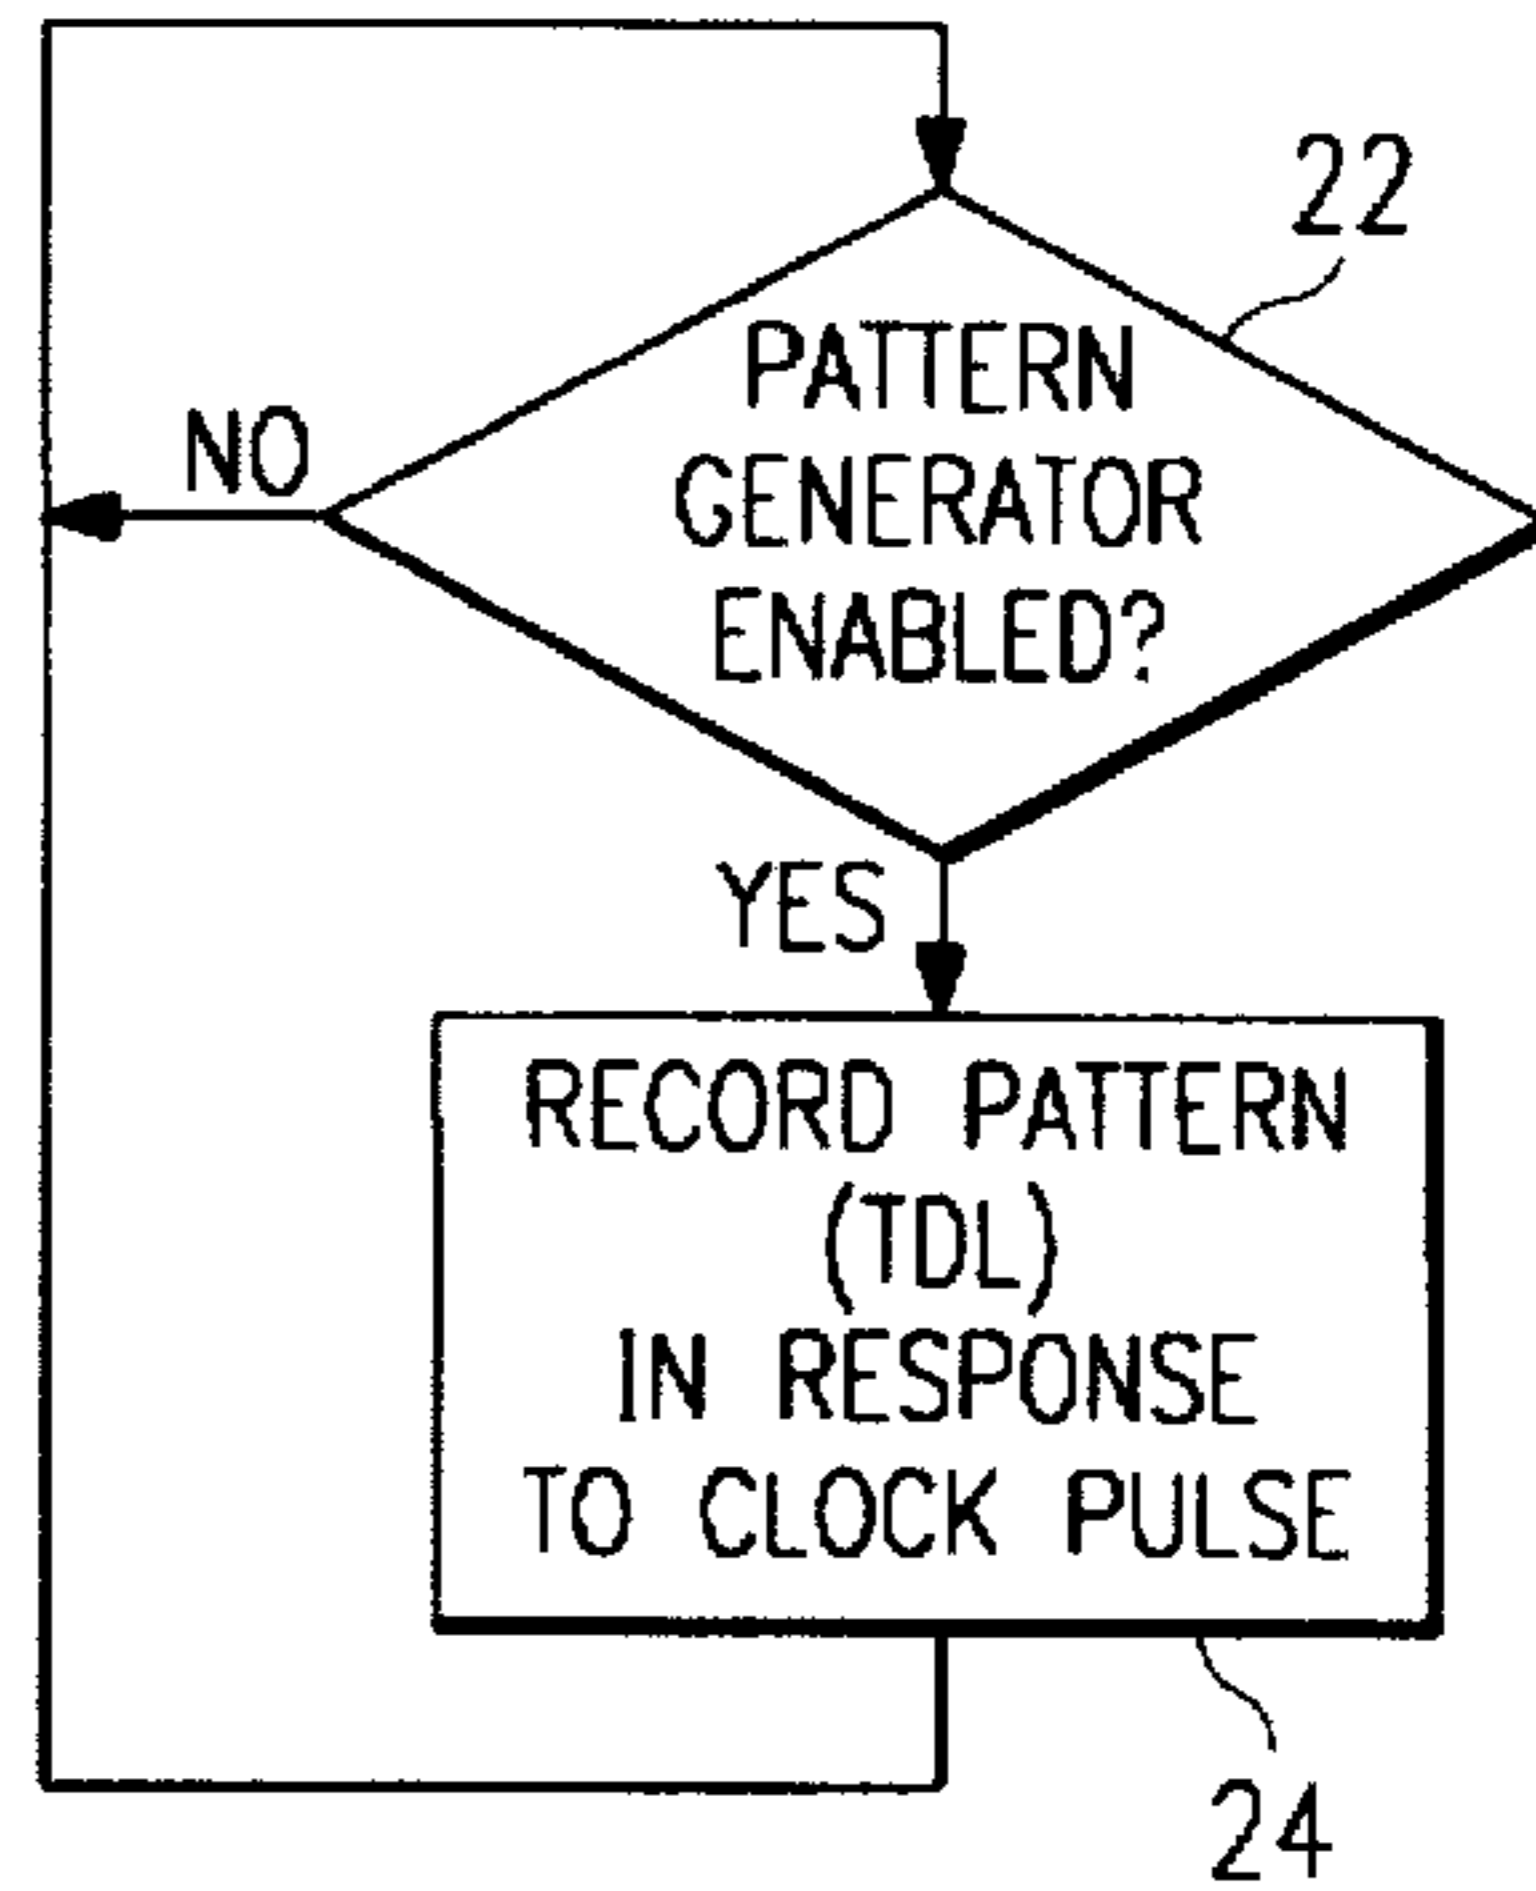 22
PATTERN
GENERATOR
ENABLED?
NO
YES
RECORD PATTERN
(TDL)
IN RESPONSE
TO CLOCK PULSE
24